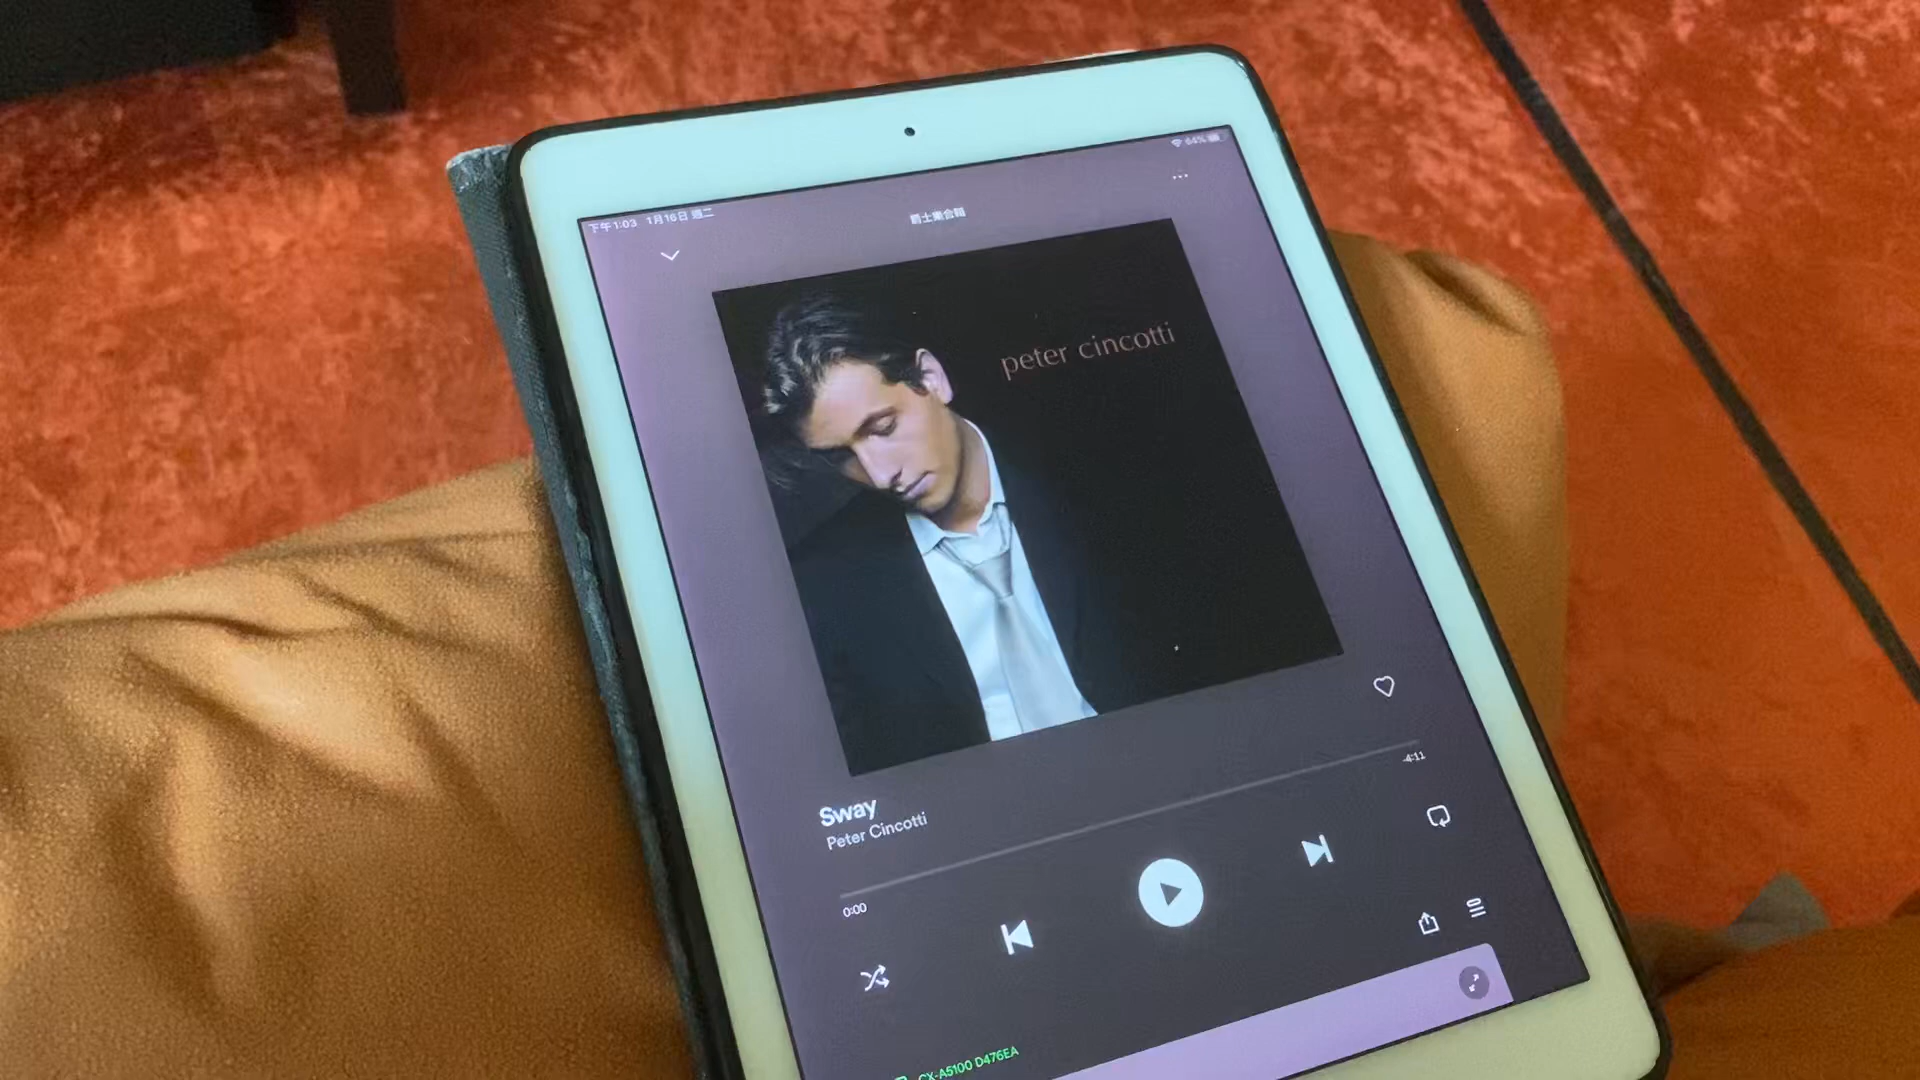 下午1:03 1月16日 週二
64%
爵士樂合輯
peter cincotti
Sway
Peter Cincotti
0:00
-4:11
CX-A5100 D476EA